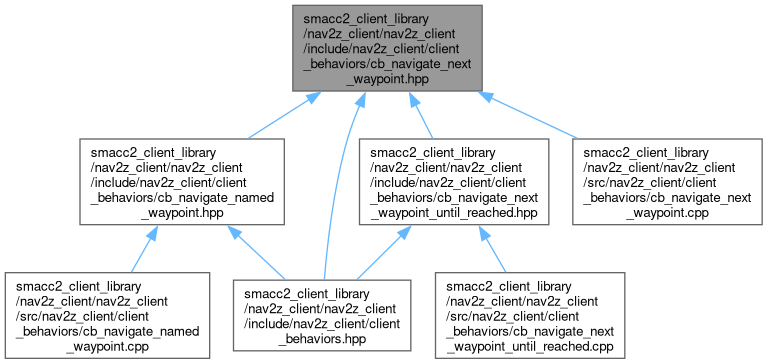 smacc2_client_library
/nav2z_client/nav2z_client
/include/nav2z_client/client
_behaviors/cb_navigate_next
_waypoint.hpp
smacc2_client_library
/nav2z_client/nav2z_client
/include/nav2z_client/client
_behaviors/cb_navigate_named
_waypoint.hpp
smacc2_client_library
/nav2z_client/nav2z_client
/include/nav2z_client/client
_behaviors/cb_navigate_next
_waypoint_until_reached.hpp
smacc2_client_library
/nav2z_client/nav2z_client
/src/nav2z_client/client
_behaviors/cb_navigate_next
_waypoint.cpp
smacc2_client_library
/nav2z_client/nav2z_client
/src/nav2z_client/client
_behaviors/cb_navigate_named
_waypoint.cpp
smacc2_client_library
/nav2z_client/nav2z_client
/include/nav2z_client/client
_behaviors.hpp
smacc2_client_library
/nav2z_client/nav2z_client
/src/nav2z_client/client
_behaviors/cb_navigate_next
_waypoint_until_reached.cpp